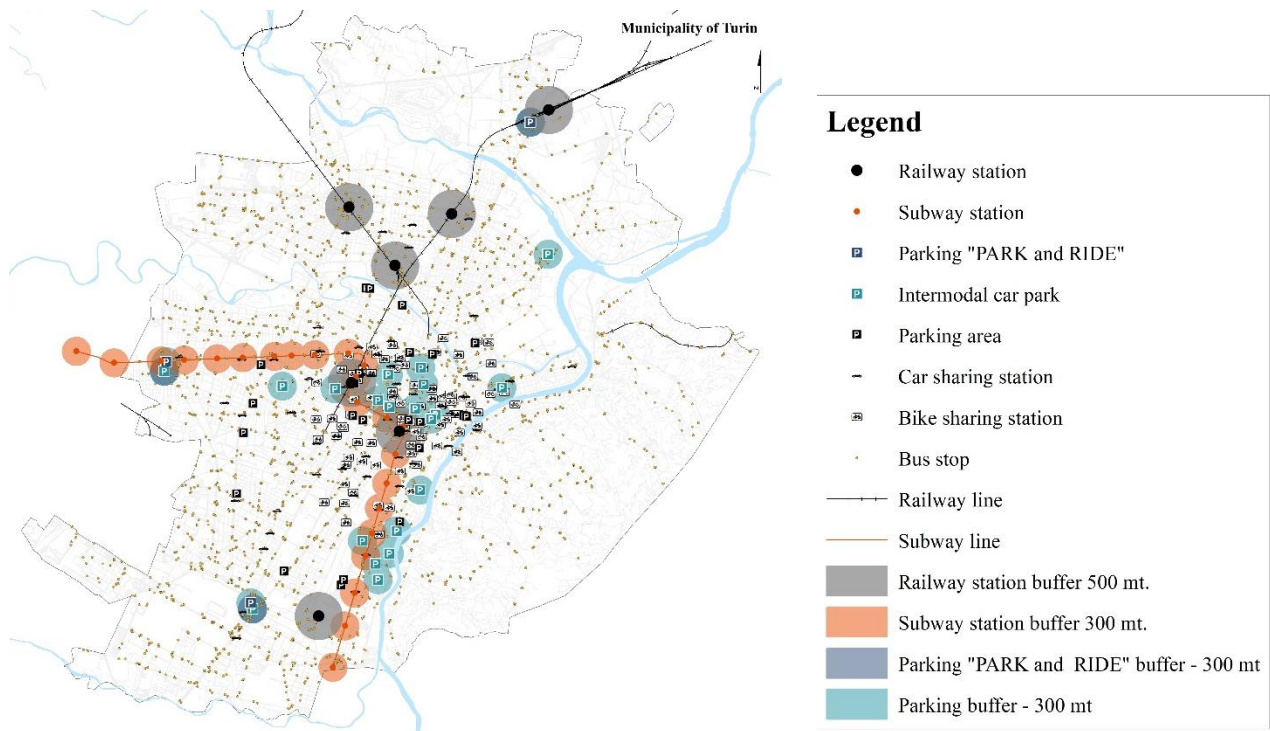 Municipality of Turin
N
Legend
Railway station
Subway station
Parking "PARK and RIDE"
Intermodal car park
Parking area
Car sharing station
Bike sharing station
Bus stop
Railway line
Subway line
Railway station buffer 500 mt.
Subway station buffer 300 mt.
Parking "PARK and RIDE" buffer - 300 mt
Parking buffer - 300 mt